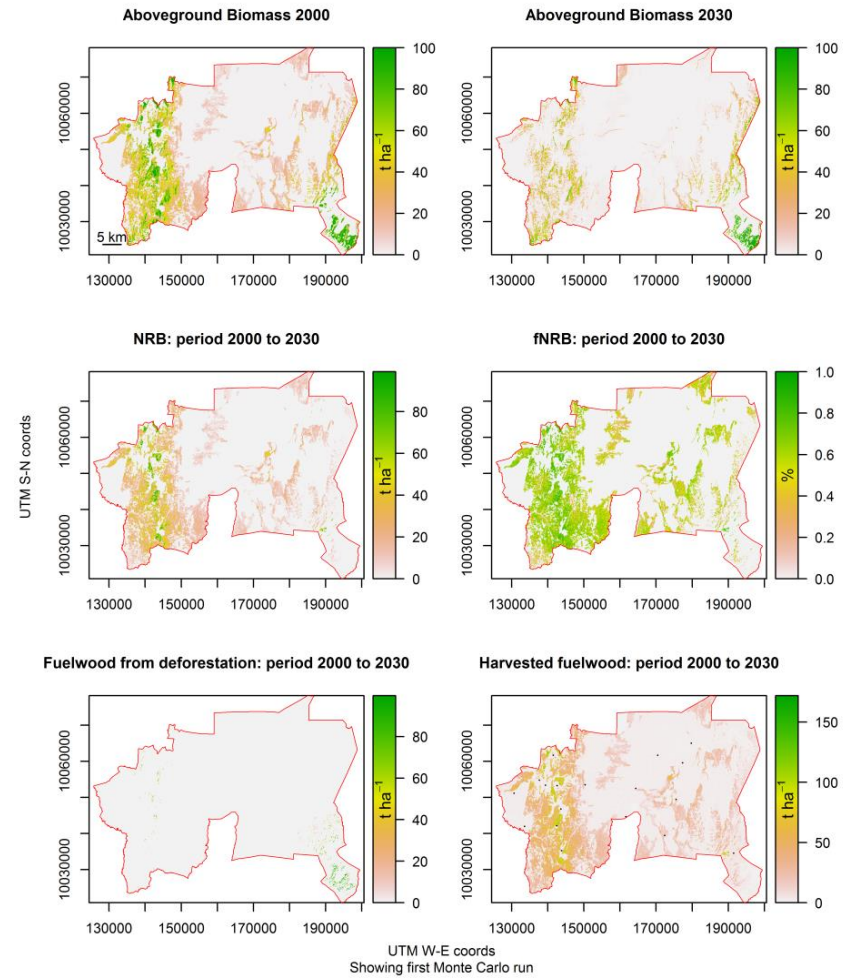 Aboveground Biomass 2000
10060000
10030000
5 km
130000 150000 170000 190000
100
80
60
40
20
0
t ha⁻¹
Aboveground Biomass 2030
10060000
10030000
130000 150000 170000 190000
100
80
60
40
20
0
t ha⁻¹
UTM S-N coords
NRB: period 2000 to 2030
10060000
10030000
130000 150000 170000 190000
80
60
40
20
0
t ha⁻¹
fNRB: period 2000 to 2030
10060000
10030000
130000 150000 170000 190000
1.0
0.8
0.6
0.4
0.2
0.0
%
Fuelwood from deforestation: period 2000 to 2030
10060000
10030000
130000 150000 170000 190000
80
60
40
20
0
t ha⁻¹
Harvested fuelwood: period 2000 to 2030
10060000
10030000
130000 150000 170000 190000
150
100
50
0
t ha⁻¹
UTM W-E coords
Showing first Monte Carlo run